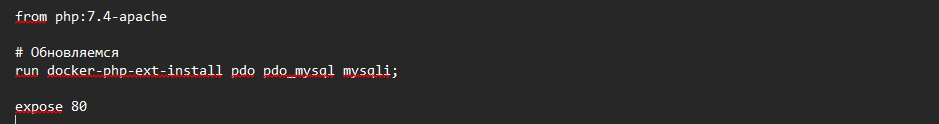 from php:7.4-apache
# Обновляемся
run docker-php-ext-install pdo pdo_mysql mysqli;
expose 80